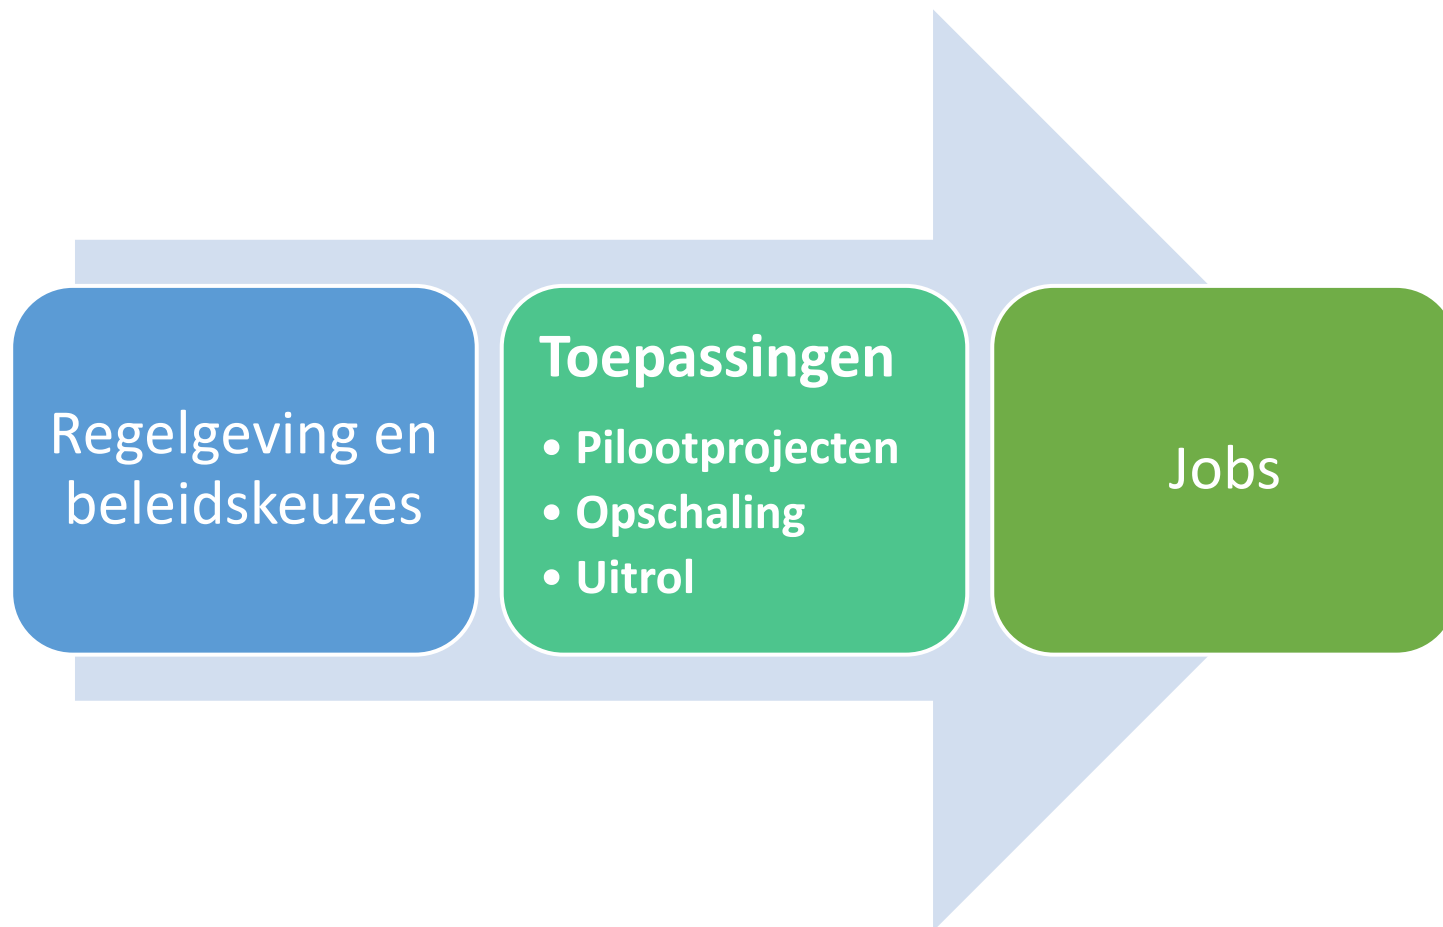 Regelgeving en
beleidskeuzes
Toepassingen
• Pilootprojecten
• Opschaling
• Uitrol
Jobs